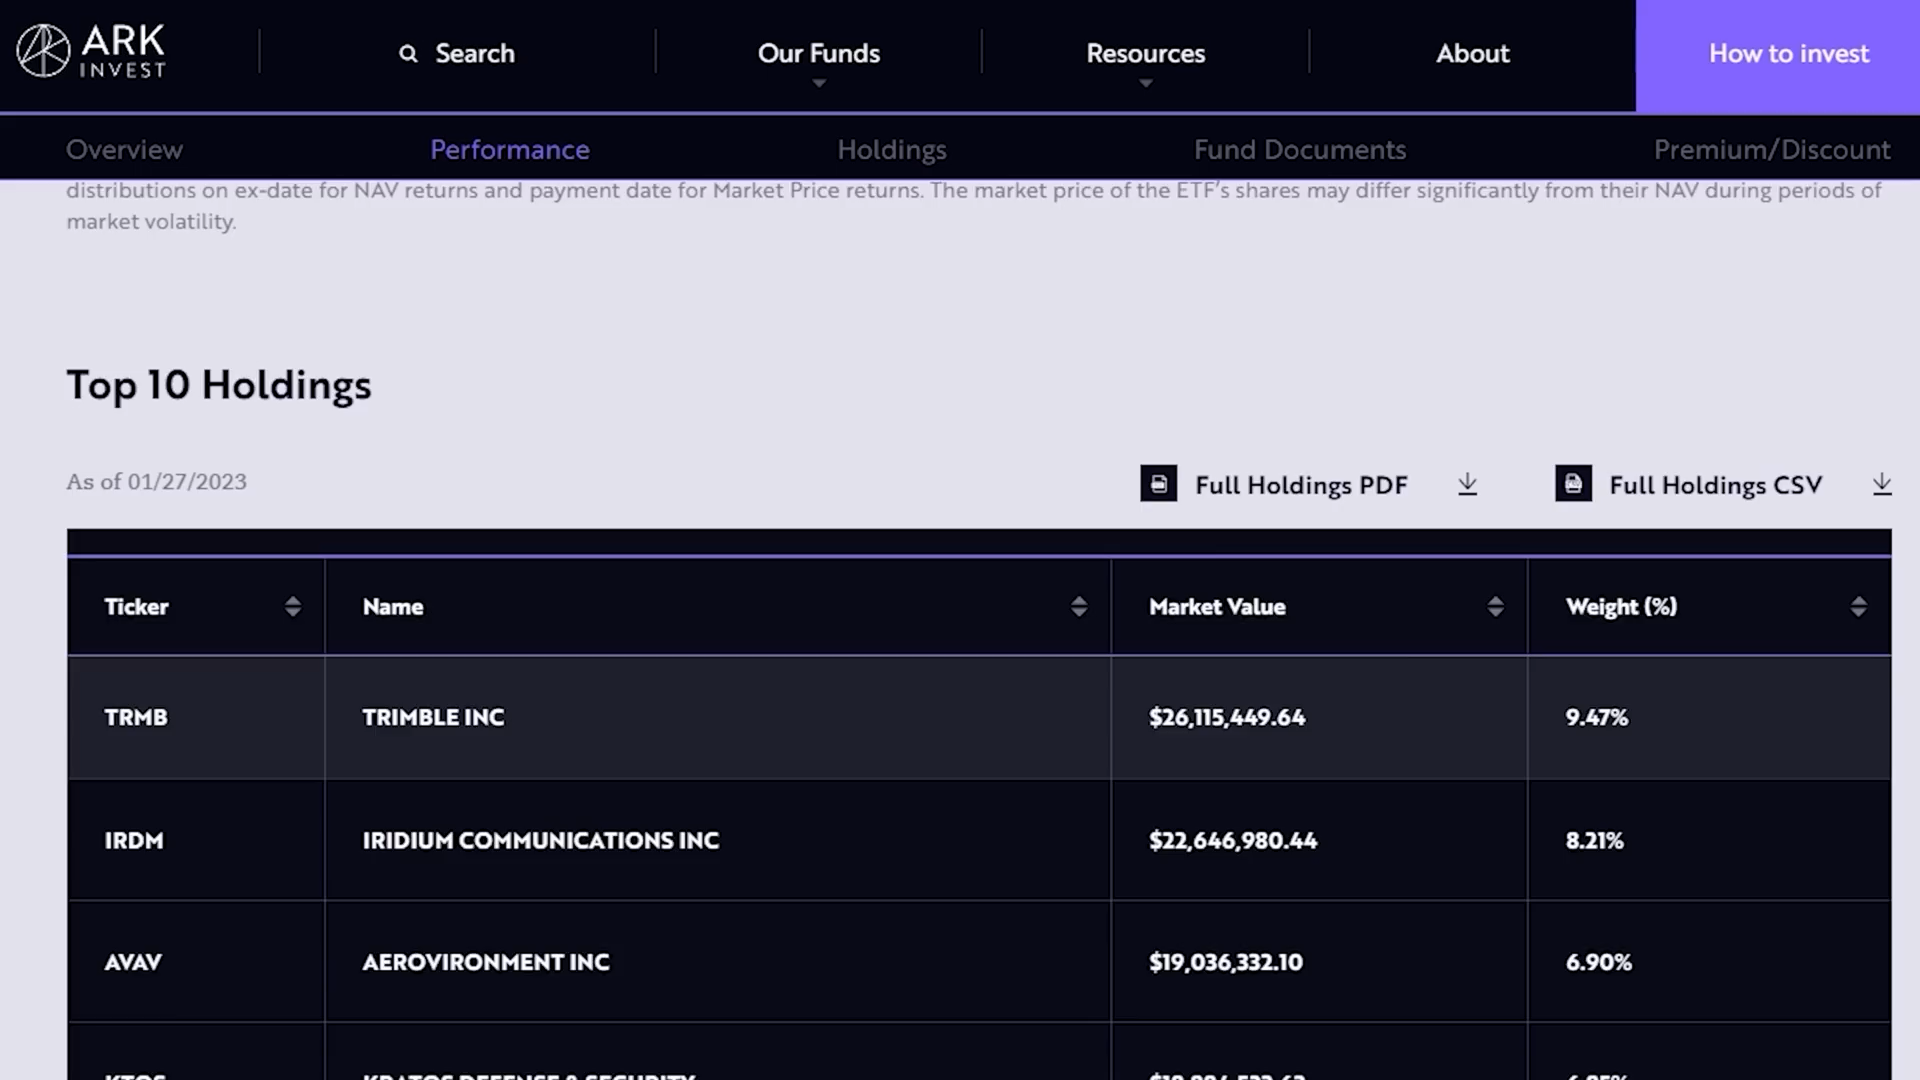 ARK
INVEST
Search
Our Funds
Resources
About
How to invest
Overview
Performance
Holdings
Fund Documents
Premium/Discount
distributions on ex-date for NAV returns and payment date for Market Price returns. The market price of the ETF's shares may differ significantly from their NAV during periods of
market volatility.
Top 10 Holdings
As of 01/27/2023
Full Holdings PDF
Full Holdings CSV
Ticker Name Market Value Weight (%)
TRMB TRIMBLE INC $26,115,449.64 9.47%
IRDM IRIDIUM COMMUNICATIONS INC $22,646,980.44 8.21%
AVAV AEROVIRONMENT INC $19,036,332.10 6.90%
KTOS KRATOS DEFENSE & SECURITY